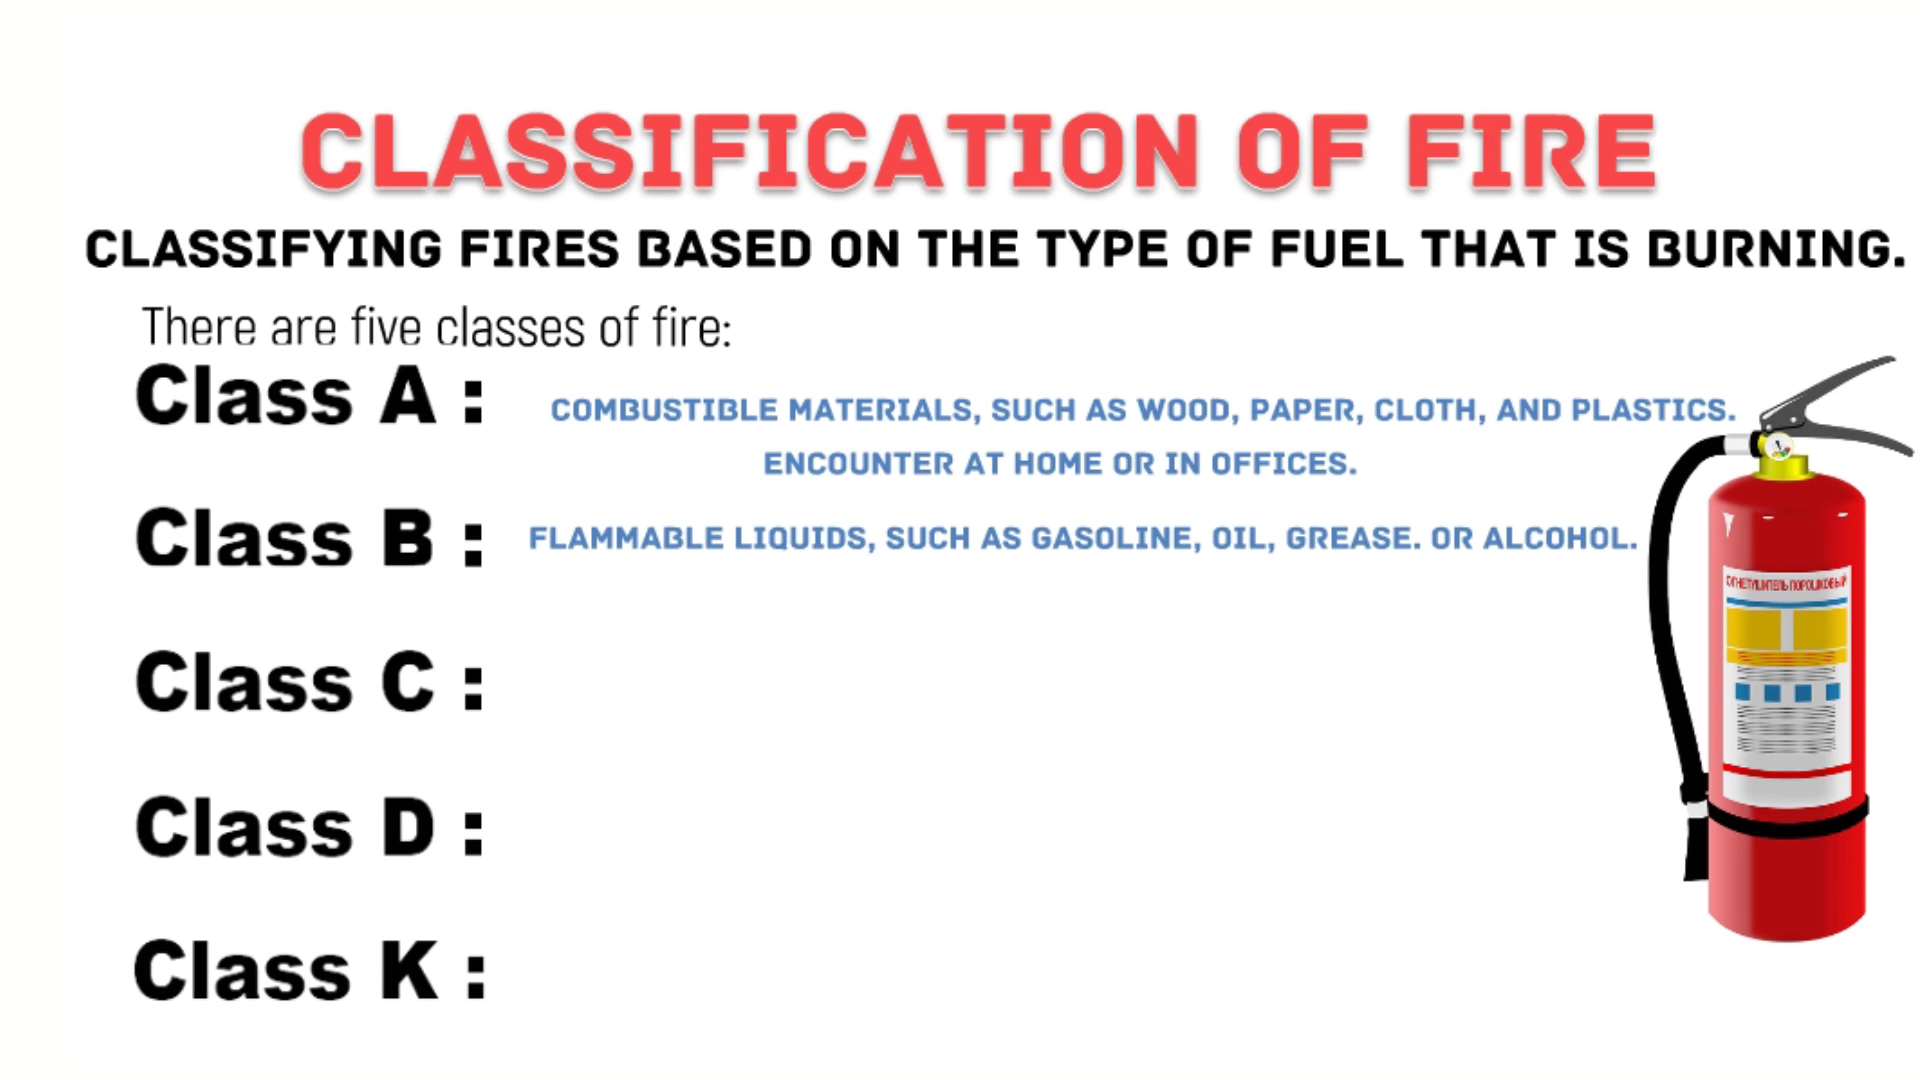 CLASSIFICATION OF FIRE
CLASSIFYING FIRES BASED ON THE TYPE OF FUEL THAT IS BURNING.
There are five classes of fire:
Class A :
COMBUSTIBLE MATERIALS, SUCH AS WOOD, PAPER, CLOTH, AND PLASTICS.
ENCOUNTER AT HOME OR IN OFFICES.
Class B :
FLAMMABLE LIQUIDS, SUCH AS GASOLINE, OIL, GREASE. OR ALCOHOL.
ОГНЕТУШИТЕЛЬ ПОРОШКОВЫЙ
Class C :
Class D :
Class K :